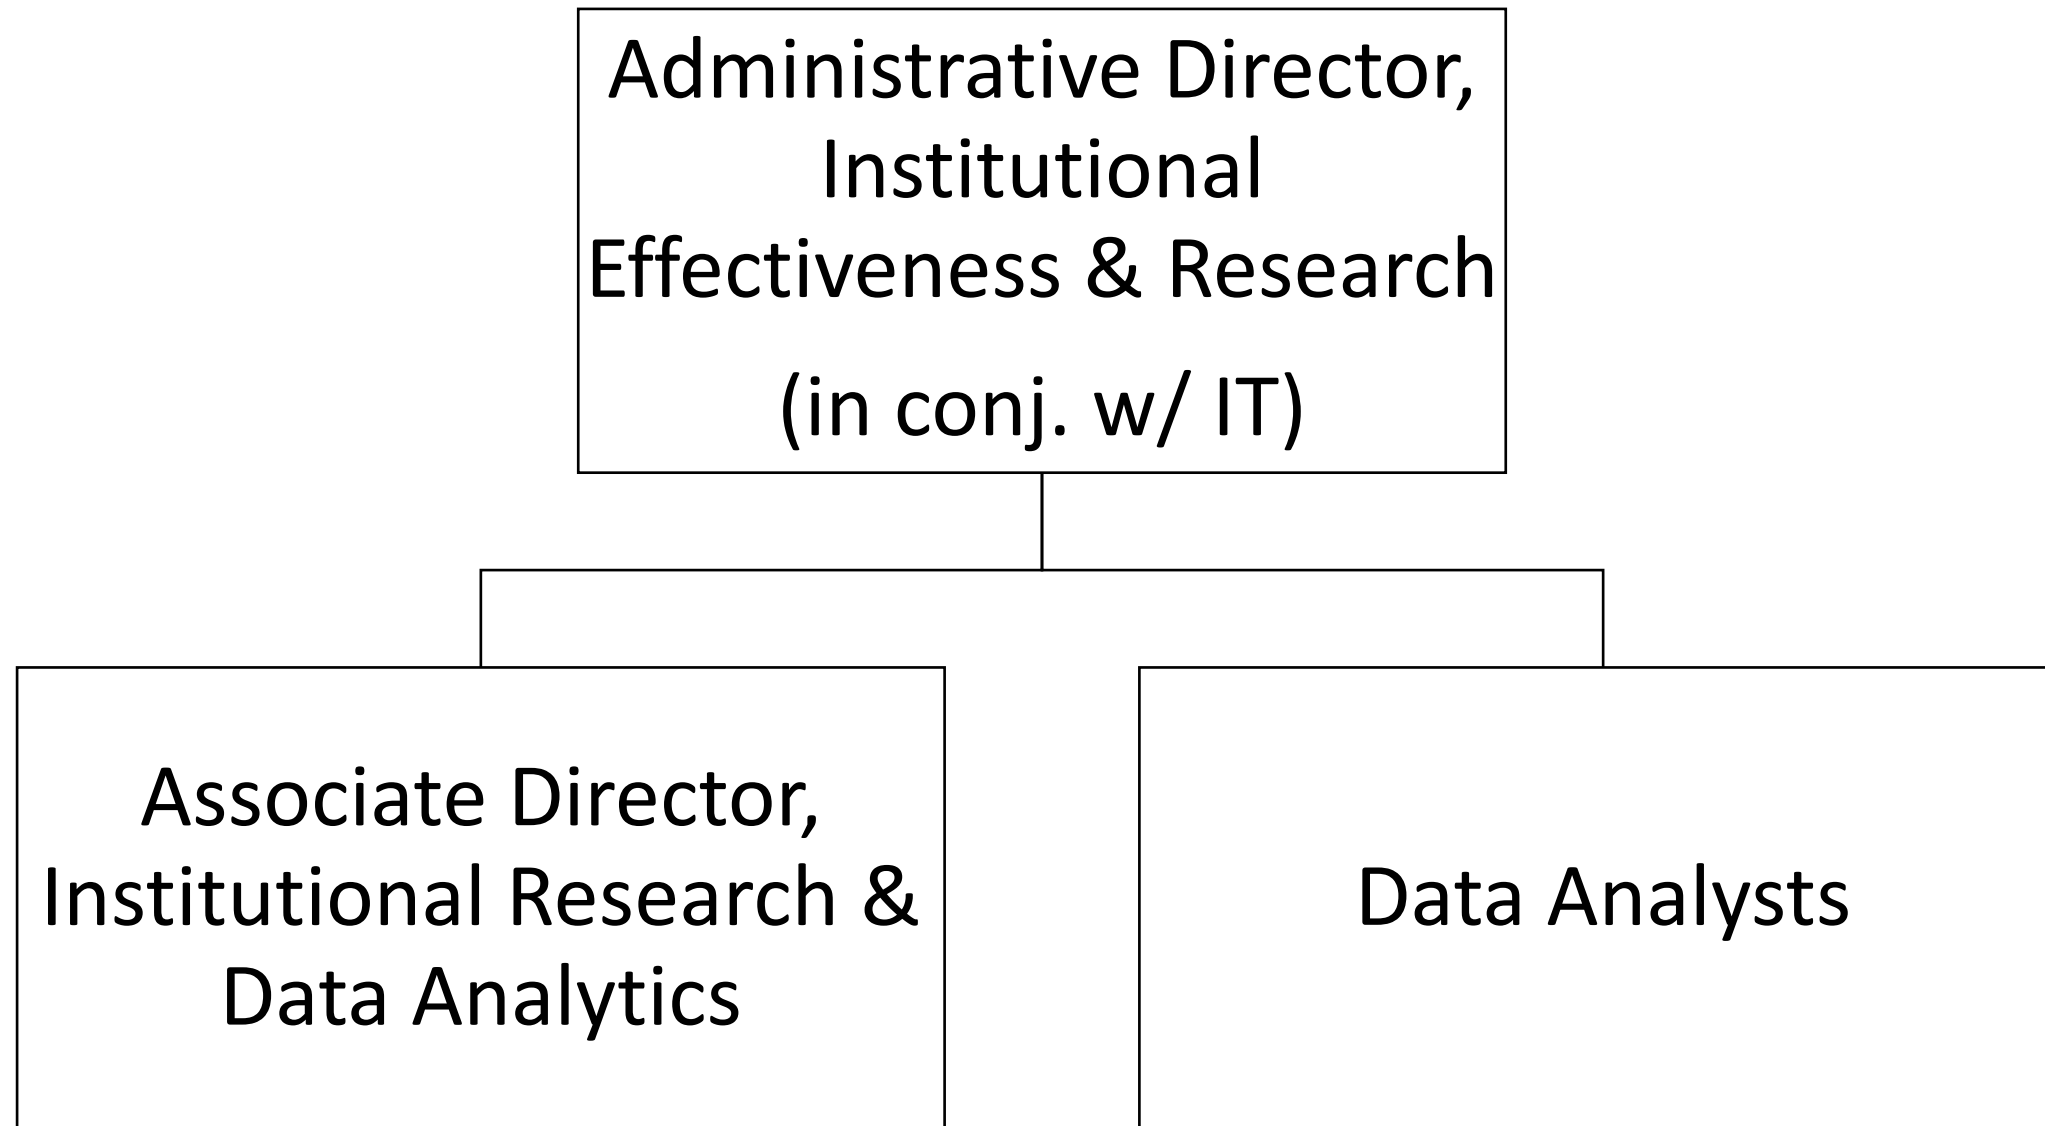 Administrative Director,
Institutional
Effectiveness & Research
(in conj. w/ IT)
Associate Director,
Institutional Research &
Data Analytics
Data Analysts